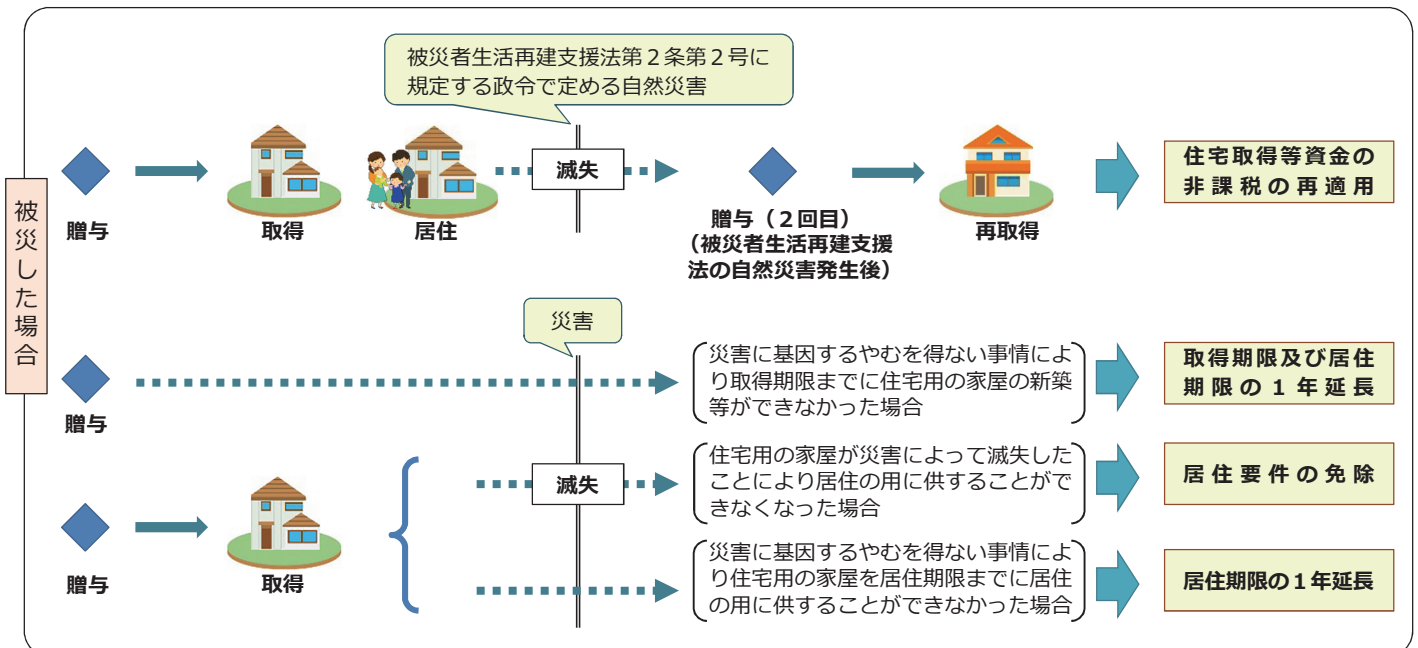 被災した場合
被災者生活再建支援法第２条第２号に
規定する政令で定める自然災害
贈与
取得
居住
滅失
贈与（２回目）
（被災者生活再建支援
法の自然災害発生後）
再取得
住宅取得等資金の
非課税の再適用
災害
贈与
災害に基因するやむを得ない事情によ
り取得期限までに住宅用の家屋の新築
等ができなかった場合
取得期限及び居住
期限の１年延長
贈与
取得
滅失
住宅用の家屋が災害によって滅失した
ことにより居住の用に供することがで
きなくなった場合
居住要件の免除
災害に基因するやむを得ない事情によ
り住宅用の家屋を居住期限までに居住
の用に供することができなかった場合
居住期限の１年延長